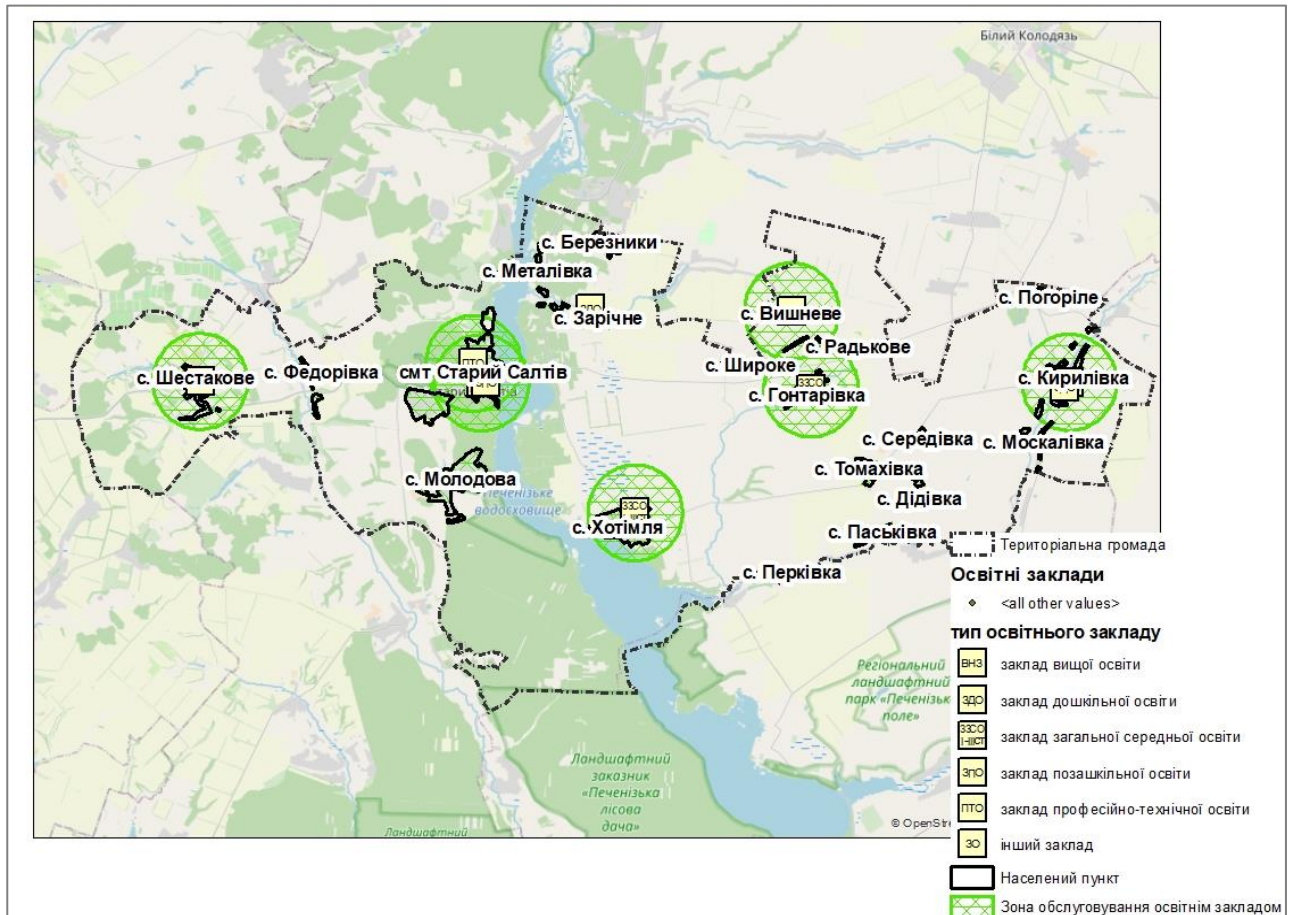 Білий Колодязь
с. Березники
с. Металівка
с. Погоріле
ЗДО
с. Зарічне
с. Вишневе
с. Радькове
с. Широке
с. Шестакове
с. Федорівка
ПТО
смт Старий Салтів
ЗПО
ЗЗСО
с. Гонтарівка
с. Кирилівка
с. Середівка
с. Москалівка
с. Томахівка
с. Молодова
Печенізьке
водосховище
с. Дідівка
ЗЗСО
с. Хотімля
с. Паськівка
с. Перківка
Регіональний
ландшафтний
парк «Печенізьке
поле»
Ландшафтний
заказник
«Печенізька
лісова
дача»
Ландшафтний
© OpenStre
Територіальна громада
Освітні заклади
<all other values>
тип освітнього закладу
ВНЗ заклад вищої освіти
ЗДО заклад дошкільної освіти
ЗЗСО
І-ІІІСТ заклад загальної середньої освіти
ЗПО заклад позашкільної освіти
ПТО заклад професійно-технічної освіти
ЗО інший заклад
Населений пункт
Зона обслуговування освітнім закладом